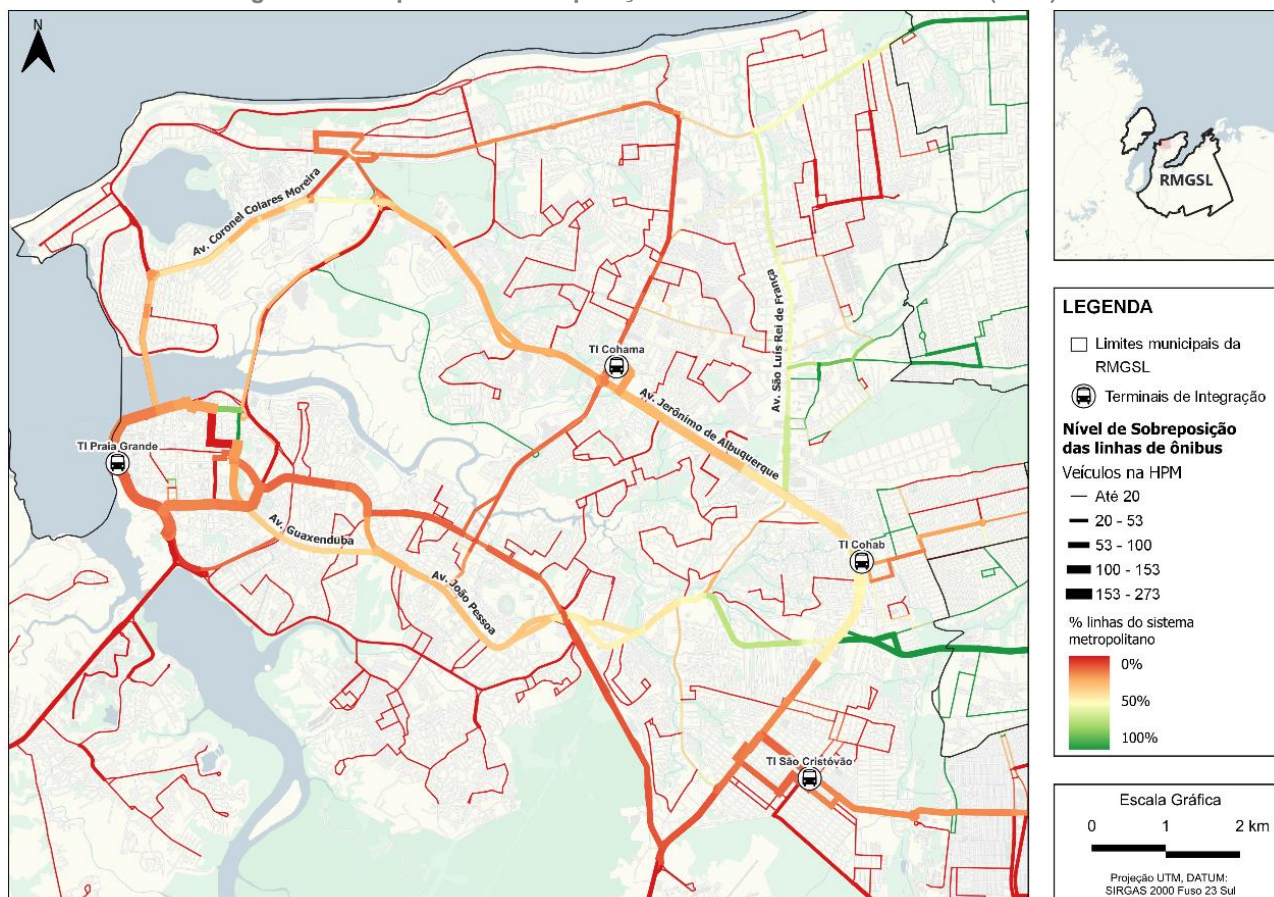 N
Av. Coronel Colares Moreira
Av. São Luís Rei de França
TI Cohama
Av. Jerônimo de Albuquerque
TI Praia Grande
Av. Guaxenduba
TI Cohab
Av. João Pessoa
TI São Cristóvão
RMGSL
LEGENDA
Limites municipais da
RMGSL
Terminais de Integração
Nível de Sobreposição
das linhas de ônibus
Veículos na HPM
Até 20
20 - 53
53 - 100
100 - 153
153 - 273
% linhas do sistema
metropolitano
0%
50%
100%
Escala Gráfica
0 1 2 km
Projeção UTM, DATUM:
SIRGAS 2000 Fuso 23 Sul